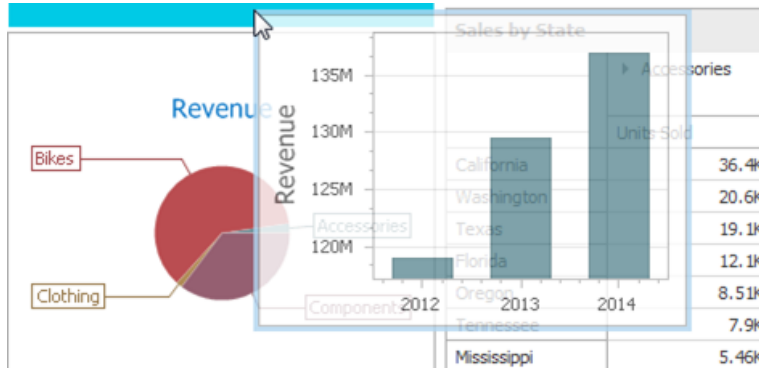 Revenue
Bikes
Accessories
Clothing
Components
Revenue
135M
130M
125M
120M
2012
2013
2014
Sales by State
Accessories
Units Sold
California 36.4K
Washington 20.6K
Texas 19.1K
Florida 12.1K
Oregon 8.51K
Tennessee 7.9K
Mississippi 5.46K